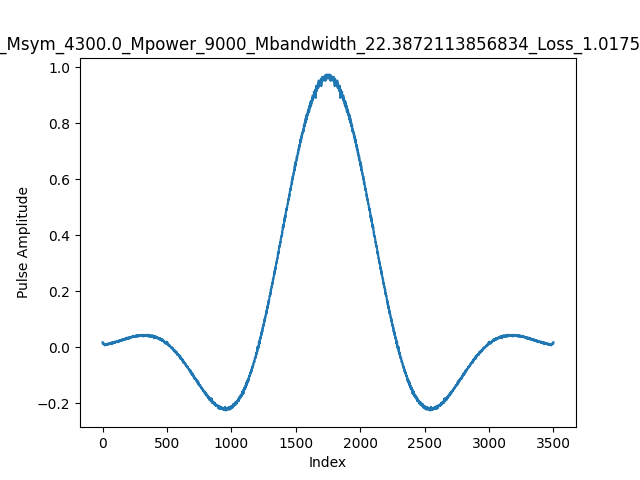 _Msym_4300.0_Mpower_9000_Mbandwidth_22.3872113856834_Loss_1.0175
1.0
0.8
0.6
0.4
0.2
0.0
−0.2
Pulse Amplitude
0 500 1000 1500 2000 2500 3000 3500
Index